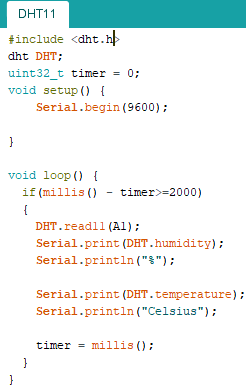 DHT11
#include <dht.h>
dht DHT;
uint32_t timer = 0;
void setup() {
    Serial.begin(9600);
}
void loop() {
  if(millis() - timer>=2000)
  {
    DHT.read11(A1);
    Serial.print(DHT.humidity);
    Serial.println("%");
    Serial.print(DHT.temperature);
    Serial.println("Celsius");
    timer = millis();
  }
}